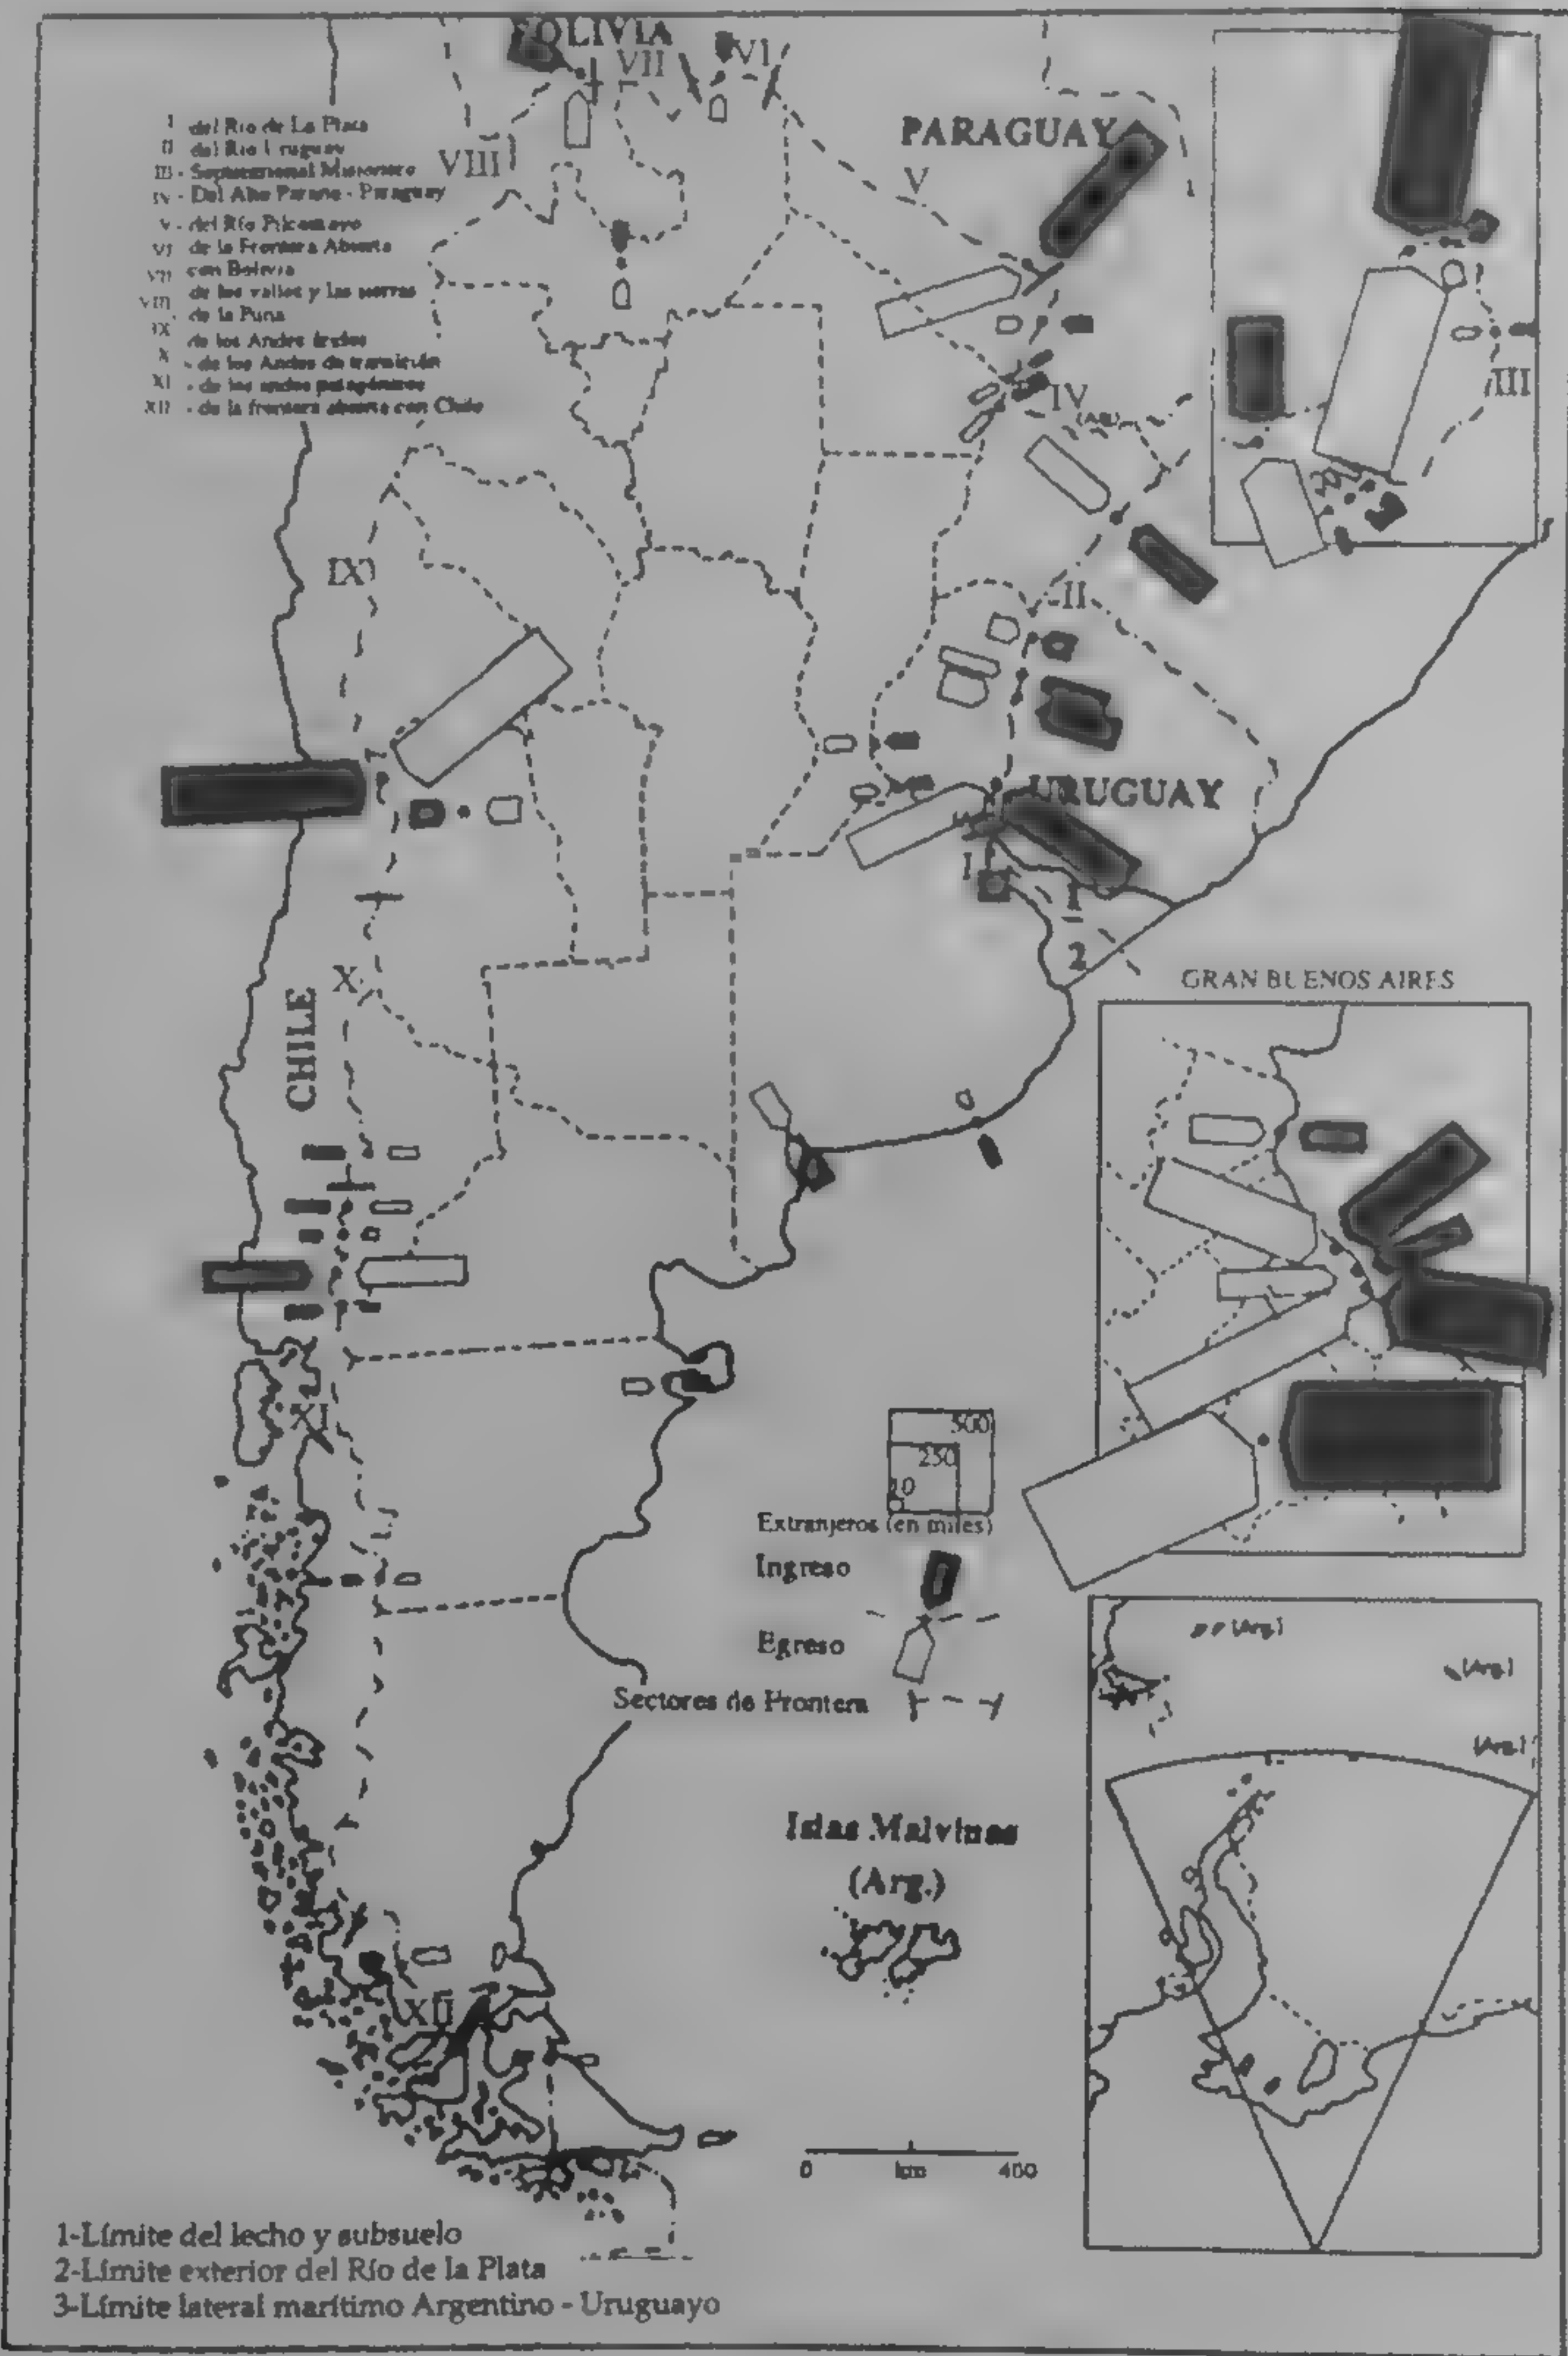 BOLIVIA
VII
VI
PARAGUAY
V
VIII
I del Río de La Plata
II del Río Uruguay
III - Septentrional Misionero
IV - Del Alto Paraná - Paraguay
V - del Río Pilcomayo
VI de la Frontera Abierta
con Bolivia
VII de los valles y las sierras
VIII de la Puna
IX de los Andes áridos
X - de los Andes de transición
XI - de los andes patagónicos
XII - de la frontera abierta con Chile
III
IV
IX
II
URUGUAY
I
1
2
X
CHILE
GRAN BUENOS AIRES
XI
500
250
10
Extranjeros (en miles)
Ingreso
Egreso
Sectores de Frontera
(Arg.)
(Arg.)
(Arg.)
Islas Malvinas
(Arg.)
XII
0 km 400
1-Límite del lecho y subsuelo
2-Límite exterior del Río de la Plata
3-Límite lateral marítimo Argentino - Uruguayo